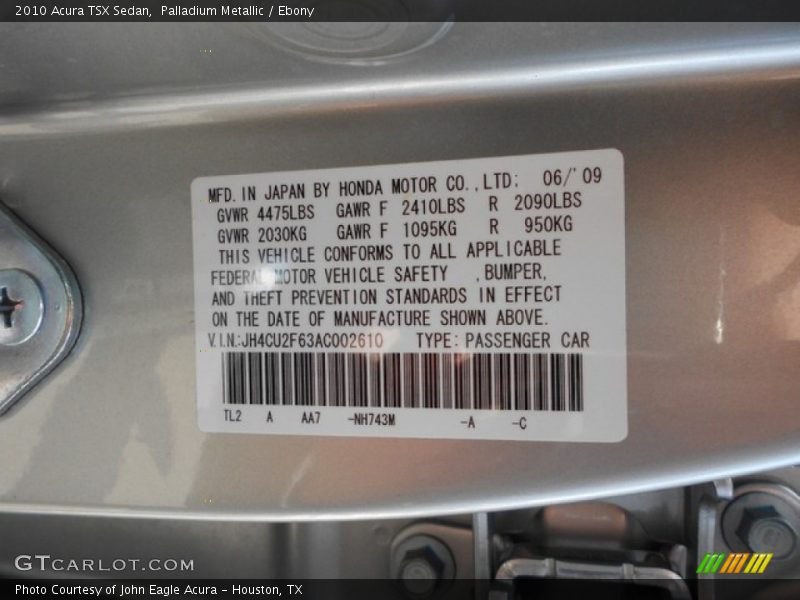 2010 Acura TSX Sedan,  Palladium Metallic / Ebony
MFD. IN JAPAN BY HONDA MOTOR CO.,LTD: 06/'09
GVWR 4475LBS GAWR F 2410LBS R 2090LBS
GVWR 2030KG GAWR F 1095KG R 950KG
THIS VEHICLE CONFORMS TO ALL APPLICABLE
FEDERAL MOTOR VEHICLE SAFETY ,BUMPER,
AND THEFT PREVENTION STANDARDS IN EFFECT
ON THE DATE OF MANUFACTURE SHOWN ABOVE.
V.I.N:JH4CU2F63AC002610 TYPE: PASSENGER CAR
TL2 A AA7 -NH743M -A -C
GTCARLOT.COM
Photo Courtesy of John Eagle Acura - Houston, TX